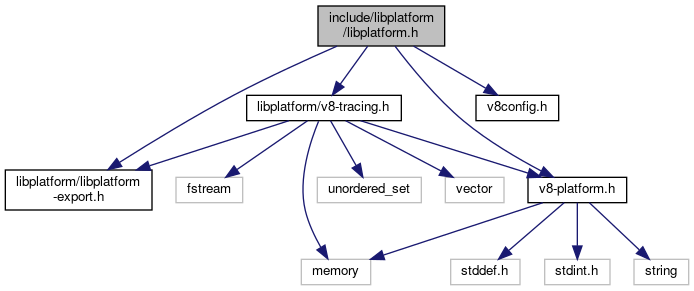 include/libplatform
/libplatform.h
libplatform/v8-tracing.h
v8config.h
libplatform/libplatform
-export.h
fstream
unordered_set
vector
v8-platform.h
memory
stddef.h
stdint.h
string